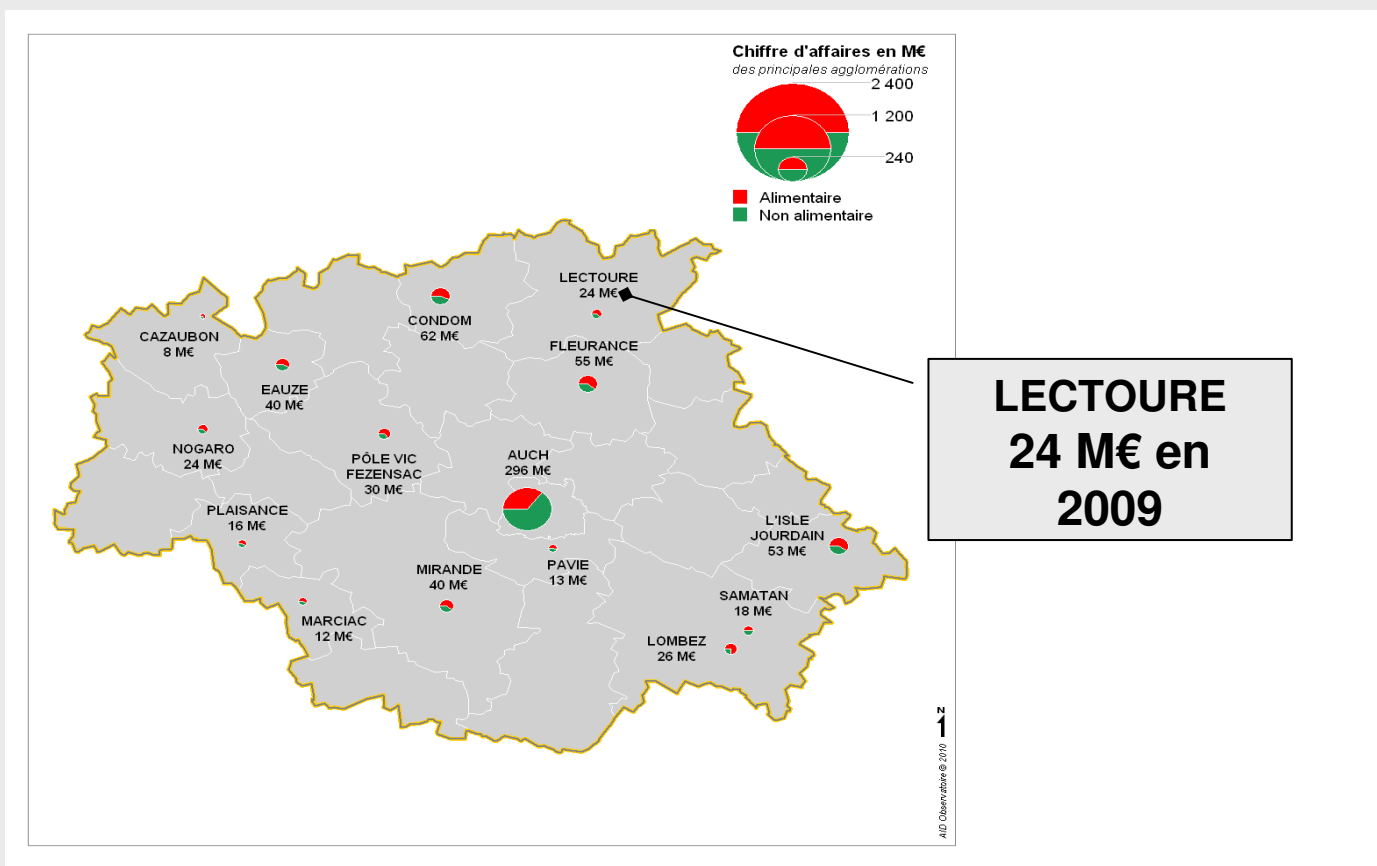 Chiffre d'affaires en M€
des principales agglomérations
2 400
1 200
240
Alimentaire
Non alimentaire
LECTOURE
24 M€
CONDOM
62 M€
CAZAUBON
8 M€
FLEURANCE
55 M€
EAUZE
40 M€
NOGARO
24 M€
PÔLE VIC
FEZENSAC
30 M€
AUCH
296 M€
PLAISANCE
16 M€
L'ISLE
JOURDAIN
53 M€
MIRANDE
40 M€
PAVIE
13 M€
SAMATAN
18 M€
MARCIAC
12 M€
LOMBEZ
26 M€
LECTOURE
24 M€ en
2009
N
AID Observatoire © 2010